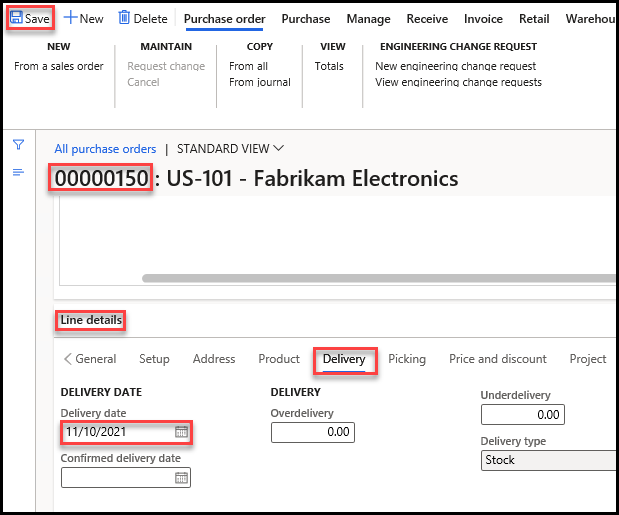 Save New Delete Purchase order Purchase Manage Receive Invoice Retail Warehou
NEW MAINTAIN COPY VIEW ENGINEERING CHANGE REQUEST
From a sales order Request change From all Totals New engineering change request
Cancel From journal View engineering change requests
All purchase orders | STANDARD VIEW
00000150 : US-101 - Fabrikam Electronics
Line details
General Setup Address Product Delivery Picking Price and discount Project
DELIVERY DATE DELIVERY Underdelivery
Delivery date Overdelivery 0.00
11/10/2021 0.00 Delivery type
Confirmed delivery date Stock